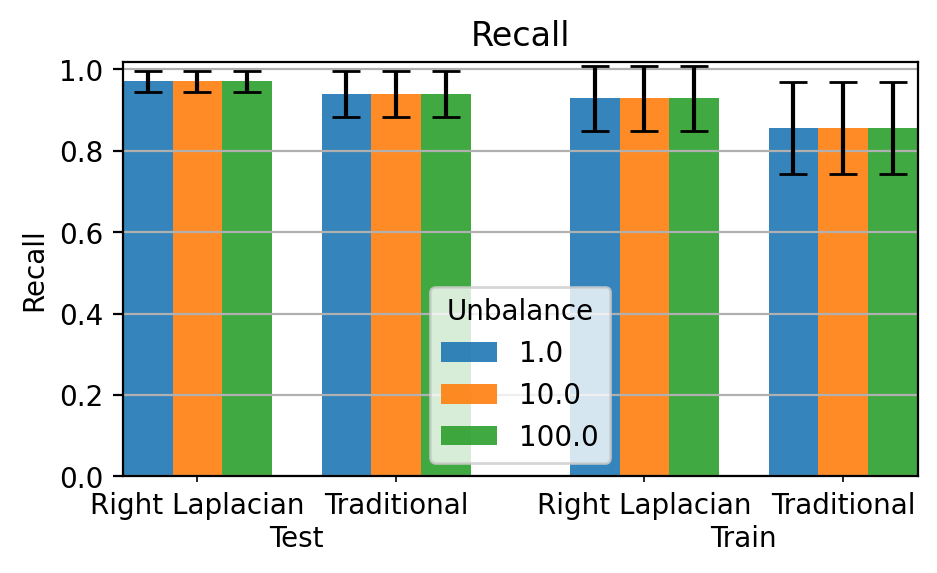 Recall
Recall
1.0
0.8
0.6
0.4
0.2
0.0
Unbalance
1.0
10.0
100.0
Right Laplacian Traditional Right Laplacian Traditional
Test Train